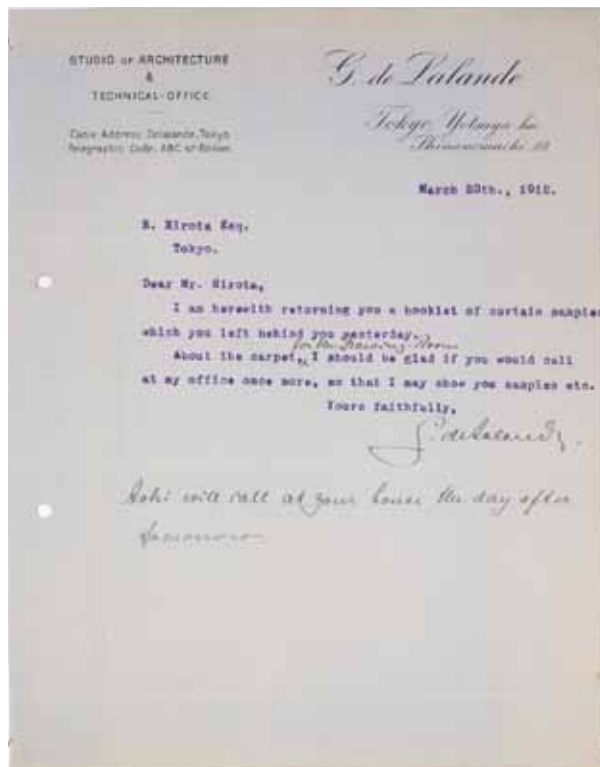 STUDIO OF ARCHITECTURE
&
TECHNICAL-OFFICE
Cable Address: Delalande, Tokyo
Telegraphic Code: ABC 5th Edition
G. de Lalande
Tokyo Yotsuya ku
Shinanomachi
March 20th., 1912.
R. Hirota Esq.
Tokyo.
Dear Mr. Hirota,
I am herewith returning you a booklet of curtain samples
which you left behind you yesterday.
for the Drawing Room
About the carpet, I should be glad if you would call
at my office once more, so that I may shoe you samples etc.
Yours faithfully,
G. de Lalande.
will call at your house the day after
tomorrow